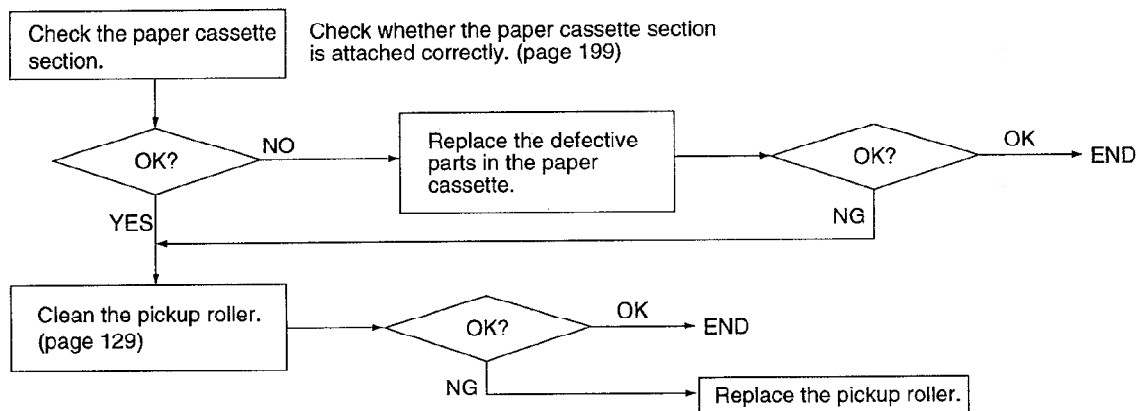 Check the paper cassette
section.
Check whether the paper cassette section
is attached correctly. (page 199)
OK?
NO
Replace the defective
parts in the paper
cassette.
OK?
OK
END
YES
NG
Clean the pickup roller.
(page 129)
OK?
OK
END
NG
Replace the pickup roller.